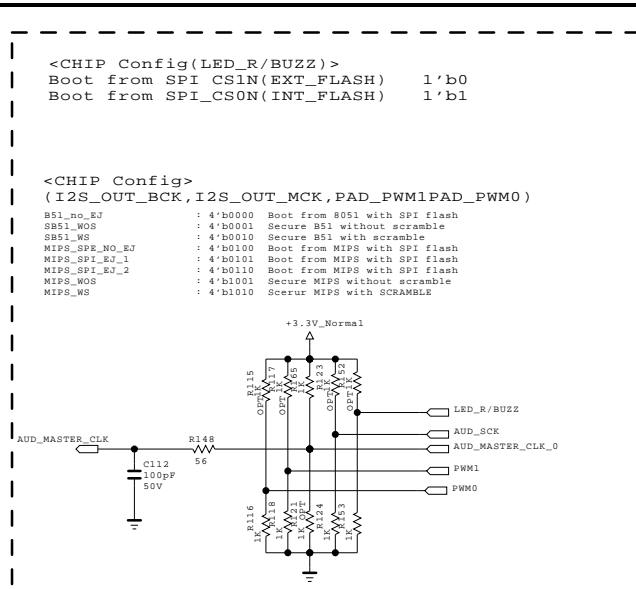 <CHIP Config(LED_R/BUZZ)>
Boot from SPI CS1N(EXT_FLASH) 1'b0
Boot from SPI_CS0N(INT_FLASH) 1'b1
<CHIP Config>
(I2S_OUT_BCK,I2S_OUT_MCK,PAD_PWM1PAD_PWM0)
B51_no_EJ : 4'b0000 Boot from 8051 with SPI flash
SB51_WOS : 4'b0001 Secure B51 without scramble
SB51_WS : 4'b0010 Secure B51 with scramble
MIPS_SPE_NO_EJ : 4'b0100 Boot from MIPS with SPI flash
MIPS_SPI_EJ_1 : 4'b0101 Boot from MIPS with SPI flash
MIPS_SPI_EJ_2 : 4'b0110 Boot from MIPS with SPI flash
MIPS_WOS : 4'b1001 Secure MIPS without scramble
MIPS_WS : 4'b1010 Scerur MIPS with SCRAMBLE
+3.3V_Normal
R115
OPT 1K
R117
OPT 1K
R165
1K
R123
OPT 1K
R152
1K
LED_R/BUZZ
AUD_SCK
AUD_MASTER_CLK_0
PWM1
PWM0
AUD_MASTER_CLK
R148
56
C112
100pF
50V
R116
1K
R118
1K
R121
1K OPT
R124
1K
R153
1K